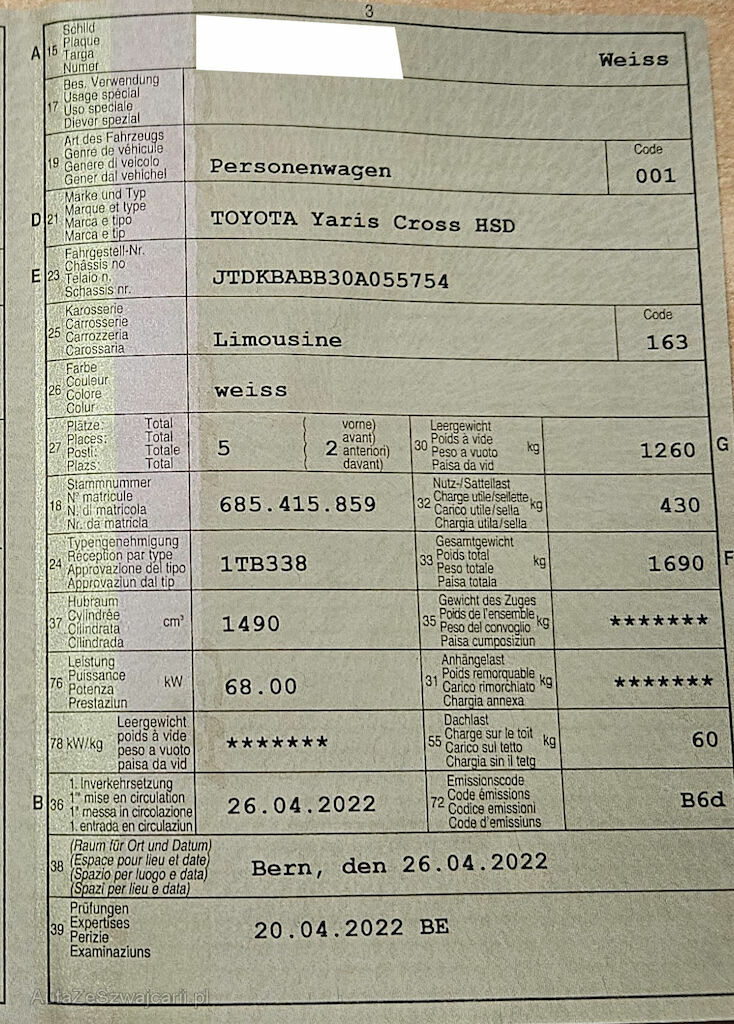 3
A 15 Schild
Plaque
Targa
Numer
Weiss
17 Bes. Verwendung
Usage spécial
Uso speciale
Diever spezial
19 Art des Fahrzeugs
Genre de véhicule
Genere di veicolo
Gener dal vehichel
Personenwagen
Code
001
D 21 Marke und Typ
Marque et type
Marca e tipo
Marca e tip
TOYOTA Yaris Cross HSD
E 23 Fahrgestell-Nr.
Châssis no
Telaio n.
Schassis nr.
JTDKBABB30A055754
25 Karosserie
Carrosserie
Carrozzeria
Carossaria
Limousine
Code
163
26 Farbe
Couleur
Colore
Colur
weiss
27 Plätze: Total
Places: Total
Posti: Totale
Plazs: Total
5
( vorne)
( avant)
( 2 anteriori)
( davant)
30 Leergewicht
Poids à vide
Peso a vuoto
Paisa da vid
kg
1260 G
18 Stammnummer
N° matricule
N. di matricola
Nr. da matricla
685.415.859
32 Nutz-/Sattellast
Charge utile/sellette
Carico utile/sella
Chargia utila/sella
kg
430
24 Typengenehmigung
Réception par type
Approvazione del tipo
Approvaziun dal tip
1TB338
33 Gesamtgewicht
Poids total
Peso totale
Paisa totala
kg
1690 F
37 Hubraum
Cylindrée
Cilindrata
Cilindrada
cm³
1490
35 Gewicht des Zuges
Poids de l'ensemble
Peso del convoglio
Paisa cumposiziun
kg
*******
76 Leistung
Puissance
Potenza
Prestaziun
kW
68.00
31 Anhängelast
Poids remorquable
Carico rimorchiato
Chargia annexa
kg
*******
78 kW/kg Leergewicht
poids à vide
peso a vuoto
paisa da vid
*******
55 Dachlast
Charge sur le toit
Carico sul tetto
Chargia sin il tetg
kg
60
B 36 1. Inverkehrsetzung
1re mise en circulation
1a messa in circolazione
1. entrada en circulaziun
26.04.2022
72 Emissionscode
Code émissions
Codice emissioni
Code d'emissiuns
B6d
38 (Raum für Ort und Datum)
(Espace pour lieu et date)
(Spazio per luogo e data)
(Spazi per lieu e data)
Bern, den 26.04.2022
39 Prüfungen
Expertises
Perizie
Examinaziuns
20.04.2022 BE
AutaZeSzwajcarii.pl